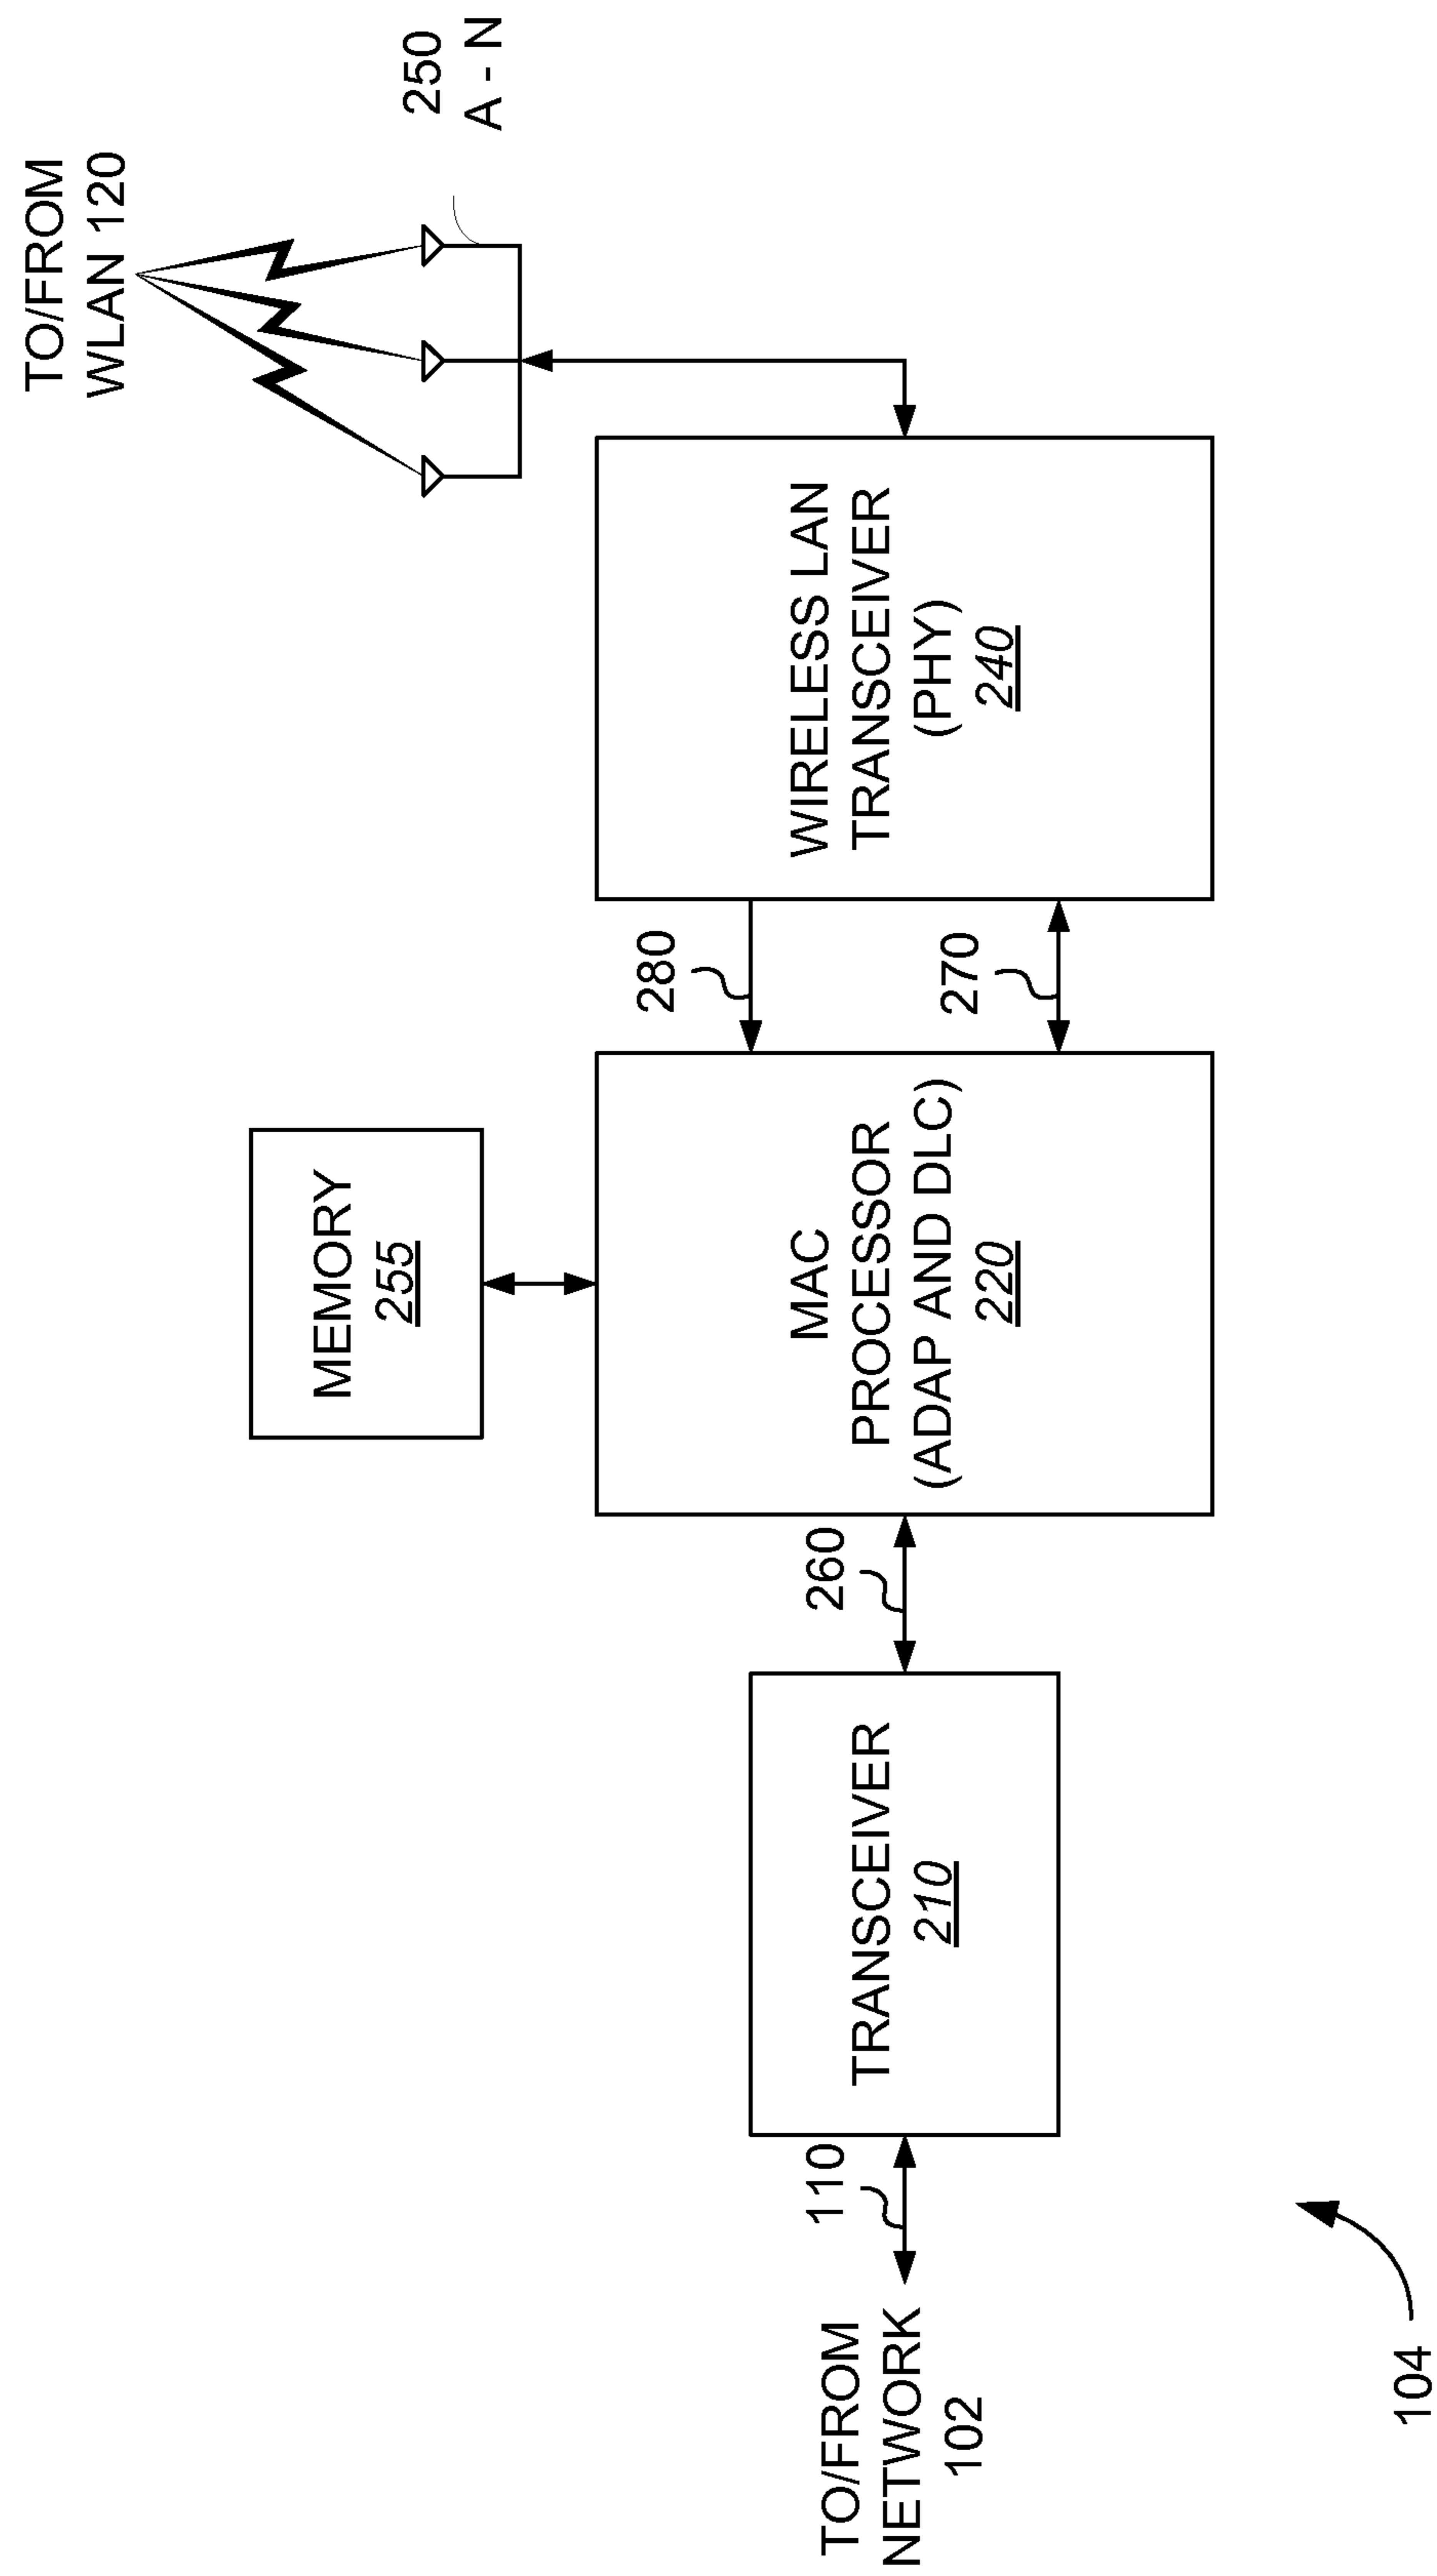 TO/FROM
WLAN 120
250
A - N
MEMORY
255
280
270
260
110
WIRELESS LAN
TRANSCEIVER
(PHY)
240
MAC
PROCESSOR
(ADAP AND DLC)
220
TRANSCEIVER
210
TO/FROM
NETWORK
102
104